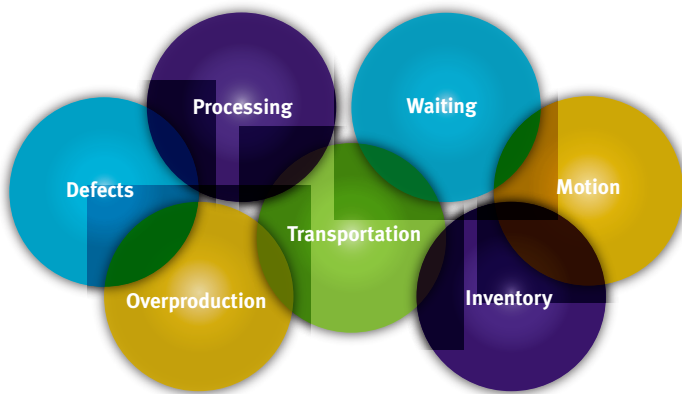 Processing
Waiting
Defects
Motion
Transportation
Overproduction
Inventory